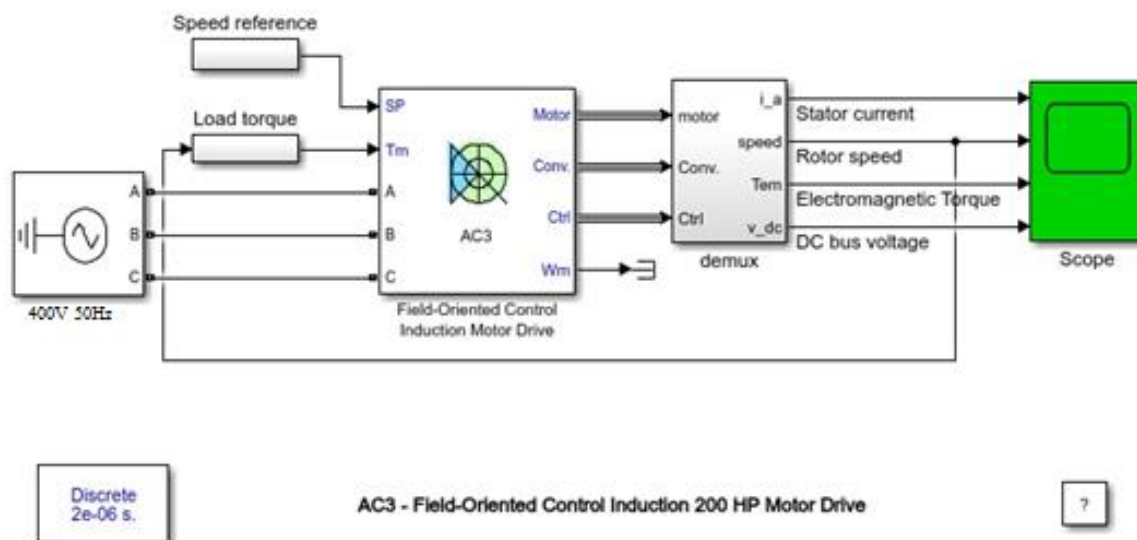 Speed reference
SP
Load torque
Tm
A
B
C
400V 50Hz
A
B
C
AC3
Motor
Conv.
Ctrl
Wm
Field-Oriented Control
Induction Motor Drive
motor
Conv.
Ctrl
i_a
speed
Tem
v_dc
demux
Stator current
Rotor speed
Electromagnetic Torque
DC bus voltage
Scope
Discrete
2e-06 s.
AC3 - Field-Oriented Control Induction 200 HP Motor Drive
?